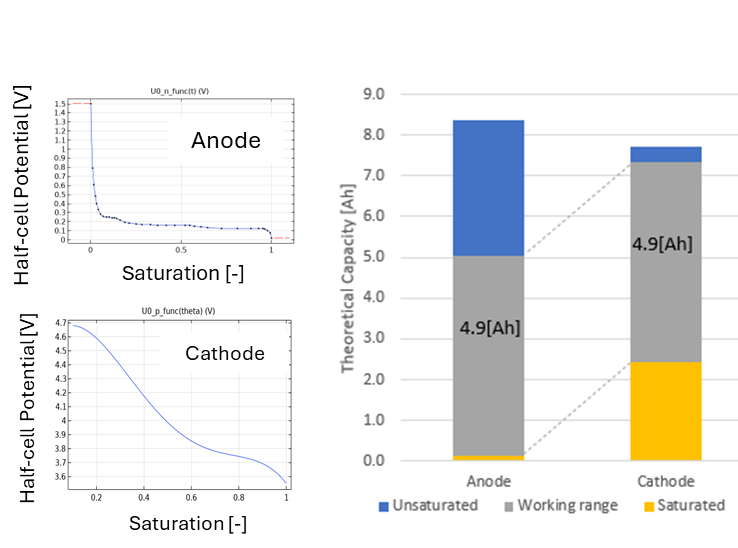 U0_n_func(t) (V)
Half-cell Potential [V]
1.5
1.4
1.3
1.2
1.1
1
0.9
0.8
0.7
0.6
0.5
0.4
0.3
0.2
0.1
0
Anode
0
0.5
1
Saturation [-]
U0_p_func(theta) (V)
Half-cell Potential [V]
4.7
4.6
4.5
4.4
4.3
4.2
4.1
4
3.9
3.8
3.7
3.6
Cathode
0.2
0.4
0.6
0.8
1
Saturation [-]
Theoretical Capacity [Ah]
9.0
8.0
7.0
6.0
5.0
4.0
3.0
2.0
1.0
0.0
4.9[Ah]
4.9[Ah]
Anode
Cathode
Unsaturated
Working range
Saturated